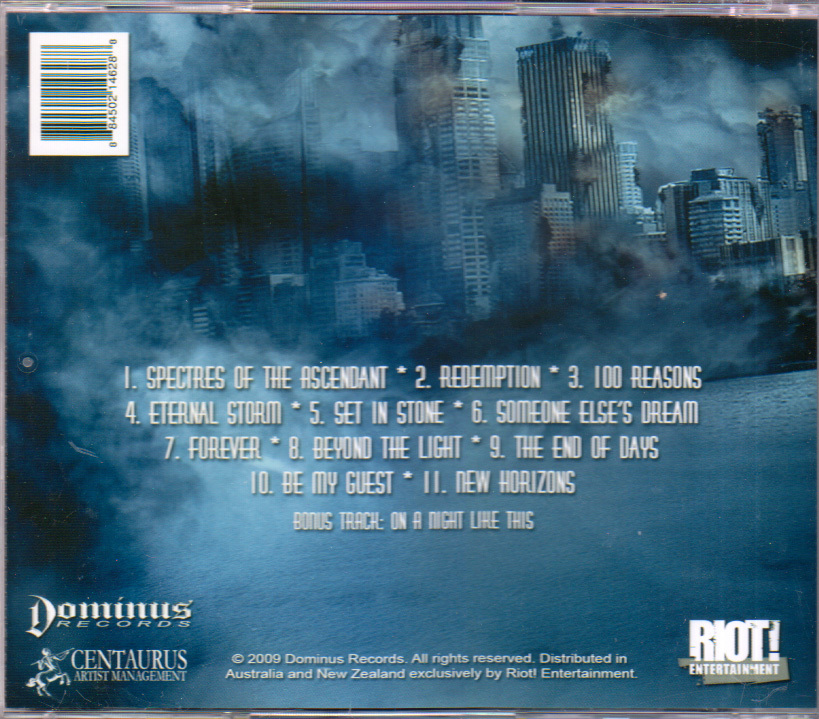 8 84502 14628 8
1. SPECTRES OF THE ASCENDANT * 2. REDEMPTION * 3. 100 REASONS
4. ETERNAL STORM * 5. SET IN STONE * 6. SOMEONE ELSE'S DREAM
7. FOREVER * 8. BEYOND THE LIGHT * 9. THE END OF DAYS
10. BE MY GUEST * 11. NEW HORIZONS
BONUS TRACK: ON A NIGHT LIKE THIS
Dominus
RECORDS
CENTAURUS
ARTIST MANAGEMENT
© 2009 Dominus Records. All rights reserved. Distributed in
Australia and New Zealand exclusively by Riot! Entertainment.
RIOT!
ENTERTAINMENT